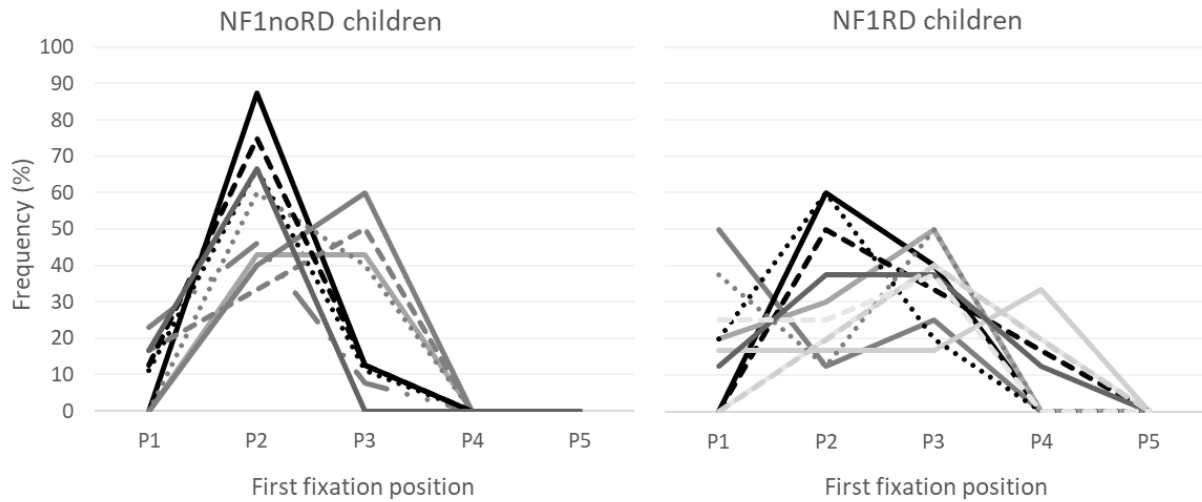 NF1noRD children
NF1RD children
Frequency (%)
100
90
80
70
60
50
40
30
20
10
0
P1 P2 P3 P4 P5
P1 P2 P3 P4 P5
First fixation position
First fixation position